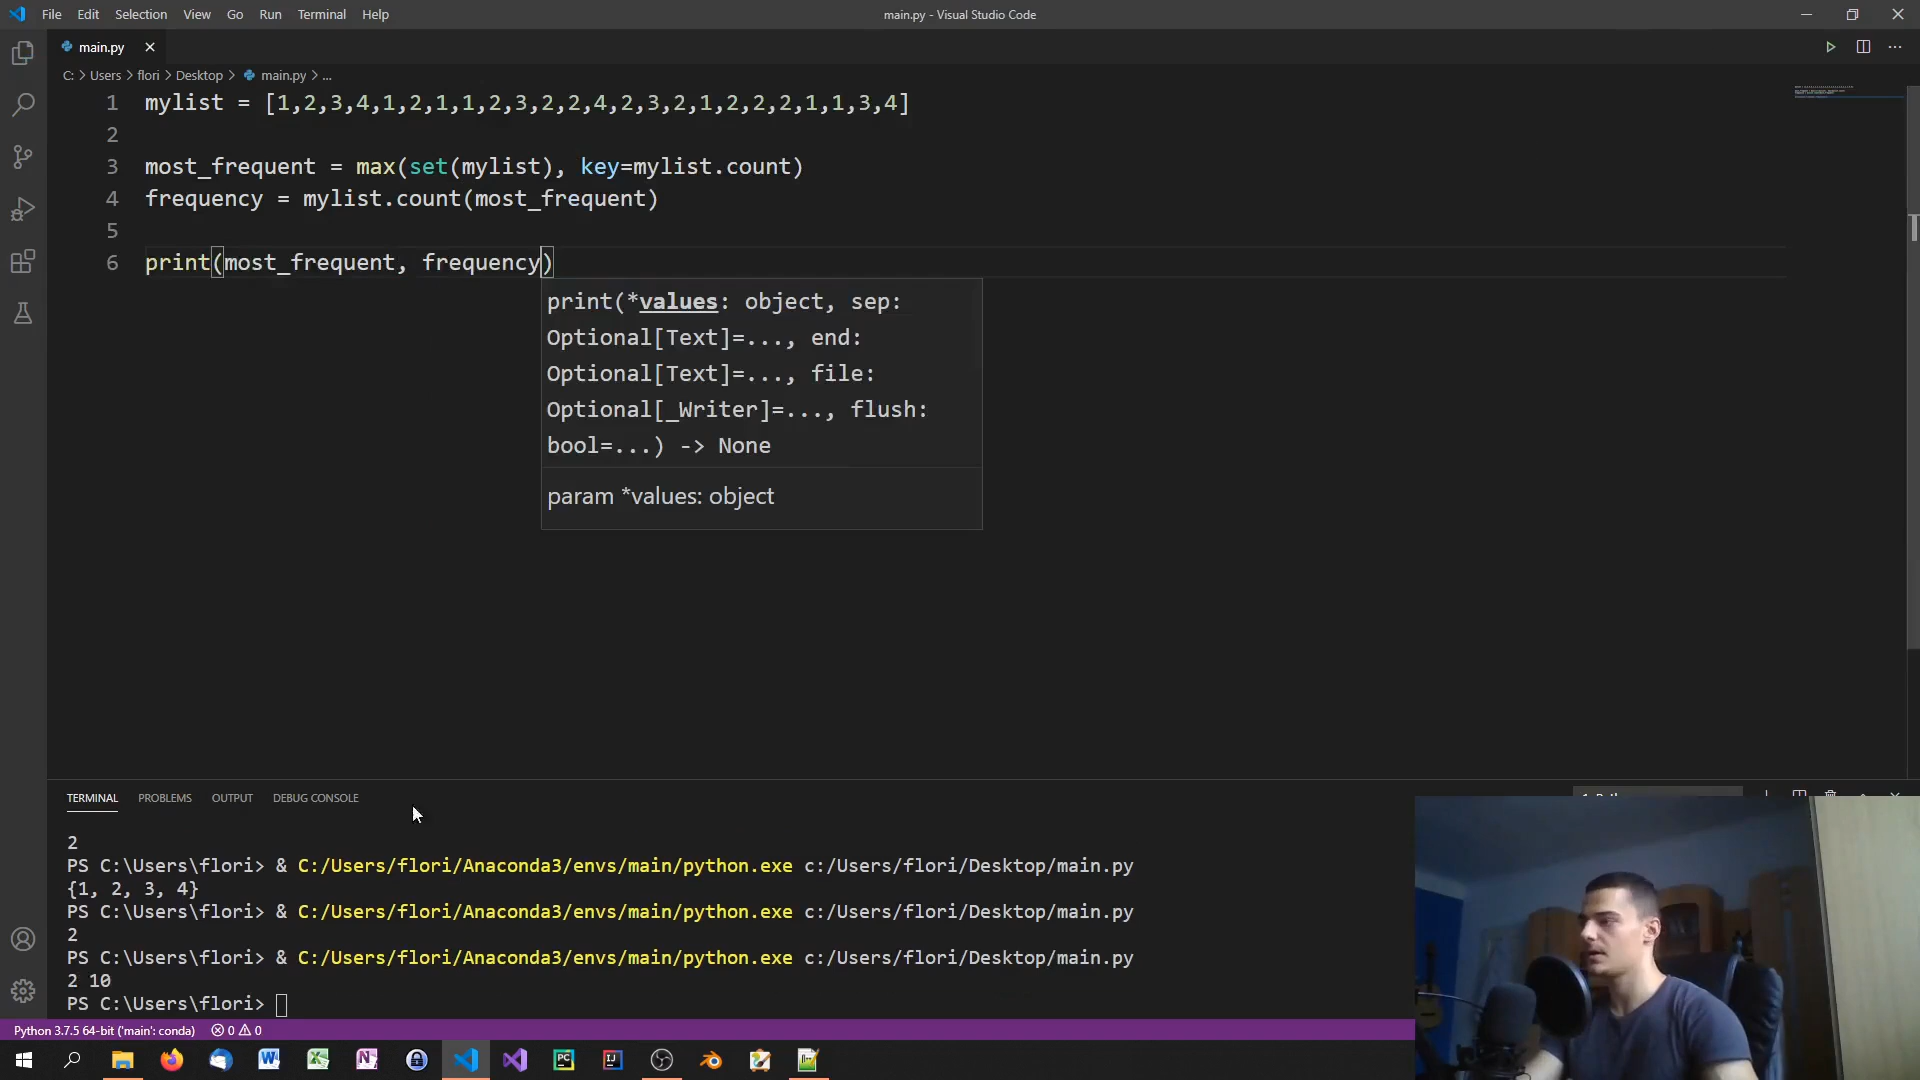 File Edit Selection View Go Run Terminal Help
main.py - Visual Studio Code
main.py
C: > Users > flori > Desktop > main.py > ...
1 mylist = [1,2,3,4,1,2,1,1,2,3,2,2,4,2,3,2,1,2,2,2,1,1,3,4]
2
3 most_frequent = max(set(mylist), key=mylist.count)
4 frequency = mylist.count(most_frequent)
5
6 print(most_frequent, frequency)
print(*values: object, sep:
Optional[Text]=..., end:
Optional[Text]=..., file:
Optional[_Writer]=..., flush:
bool=...) -> None
param *values: object
TERMINAL PROBLEMS OUTPUT DEBUG CONSOLE
2
PS C:\Users\flori> & C:/Users/flori/Anaconda3/envs/main/python.exe c:/Users/flori/Desktop/main.py
{1, 2, 3, 4}
PS C:\Users\flori> & C:/Users/flori/Anaconda3/envs/main/python.exe c:/Users/flori/Desktop/main.py
2
PS C:\Users\flori> & C:/Users/flori/Anaconda3/envs/main/python.exe c:/Users/flori/Desktop/main.py
2 10
PS C:\Users\flori>
Python 3.7.5 64-bit ('main': conda) 0 0